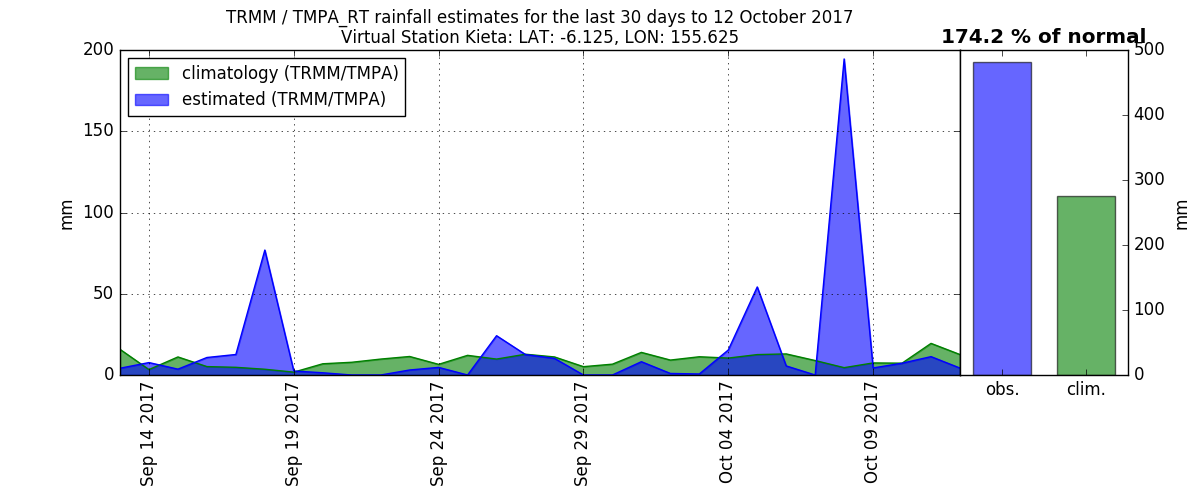 TRMM / TMPA_RT rainfall estimates for the last 30 days to 12 October 2017
Virtual Station Kieta: LAT: -6.125, LON: 155.625
174.2 % of normal
climatology (TRMM/TMPA)
estimated (TRMM/TMPA)
200
150
100
50
0
mm
500
400
300
200
100
0
mm
Sep 14 2017
Sep 19 2017
Sep 24 2017
Sep 29 2017
Oct 04 2017
Oct 09 2017
obs.
clim.